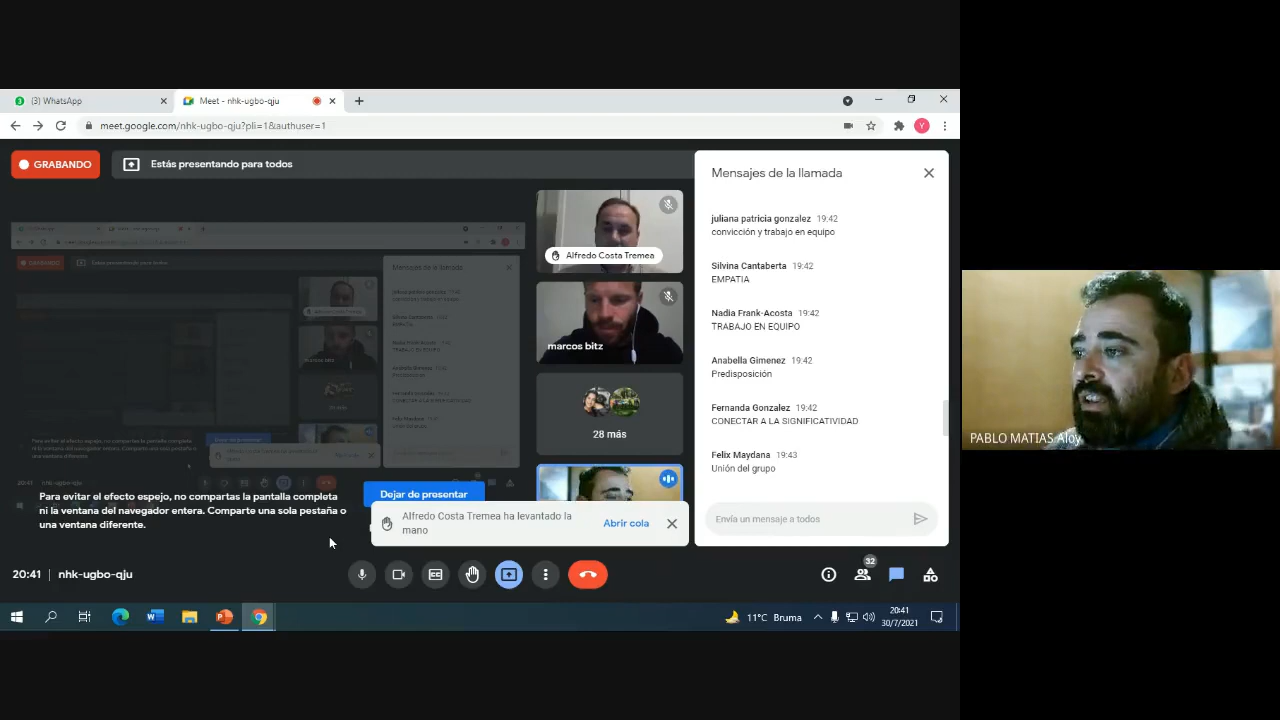 (3) WhatsApp
Meet - nhk-ugbo-qju
meet.google.com/nhk-ugbo-qju?pli=1&authuser=1
Y
GRABANDO
Estás presentando para todos
Alfredo Costa Tremea
marcos bitz
28 más
Para evitar el efecto espejo, no compartas la pantalla completa
ni la ventana del navegador entera. Comparte una sola pestaña o
una ventana diferente.
Dejar de presentar
Alfredo Costa Tremea ha levantado la
mano
Abrir cola
Mensajes de la llamada
juliana patricia gonzalez 19:42
convicción y trabajo en equipo
Silvina Cantaberta 19:42
EMPATIA
Nadia Frank-Acosta 19:42
TRABAJO EN EQUIPO
Anabella Gimenez 19:42
Predisposición
Fernanda Gonzalez 19:42
CONECTAR A LA SIGNIFICATIVIDAD
Felix Maydana 19:43
Unión del grupo
Envía un mensaje a todos
20:41 | nhk-ugbo-qju
32
11°C Bruma
20:41
30/7/2021
PABLO MATIAS Aloy